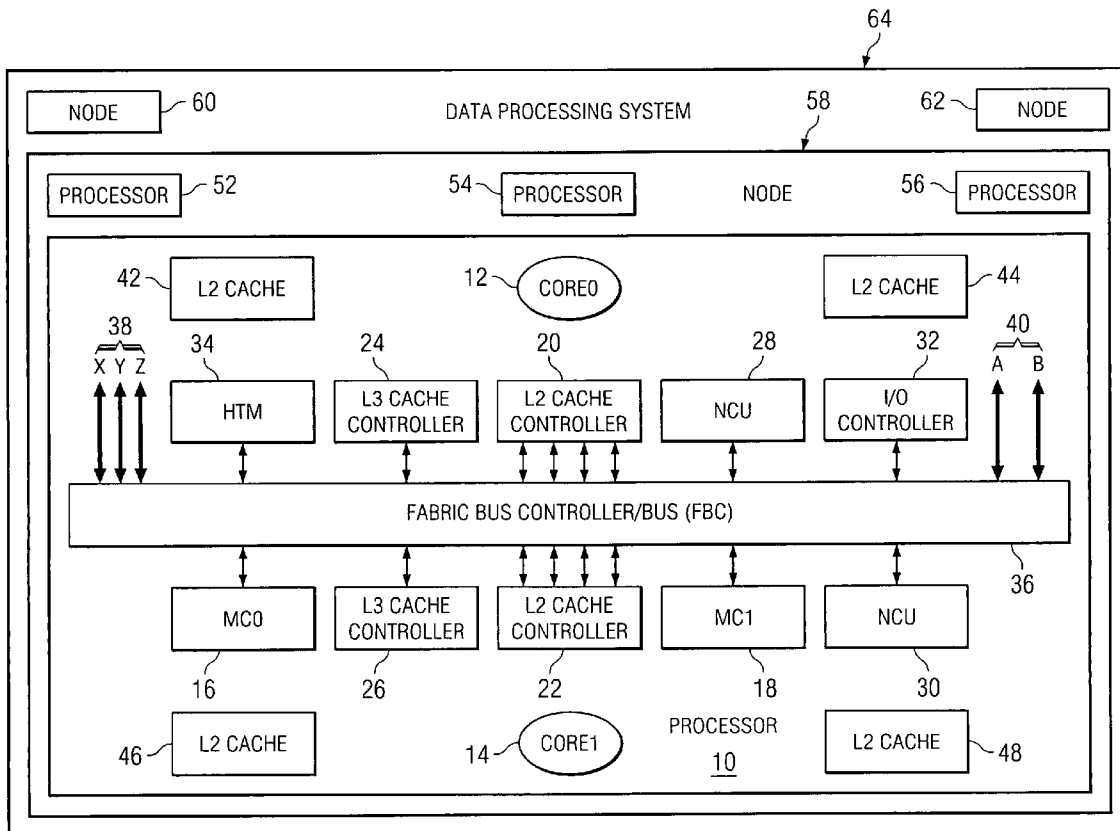 64
NODE
60
DATA PROCESSING SYSTEM
62
NODE
58
PROCESSOR
52
54
PROCESSOR
NODE
56
PROCESSOR
42
L2 CACHE
12
CORE0
L2 CACHE
44
38
X Y Z
34
24
20
28
32
40
A B
HTM
L3 CACHE
CONTROLLER
L2 CACHE
CONTROLLER
NCU
I/O
CONTROLLER
FABRIC BUS CONTROLLER/BUS (FBC)
36
MC0
L3 CACHE
CONTROLLER
L2 CACHE
CONTROLLER
MC1
NCU
16
26
22
18
30
46
L2 CACHE
14
CORE1
PROCESSOR
10
L2 CACHE
48